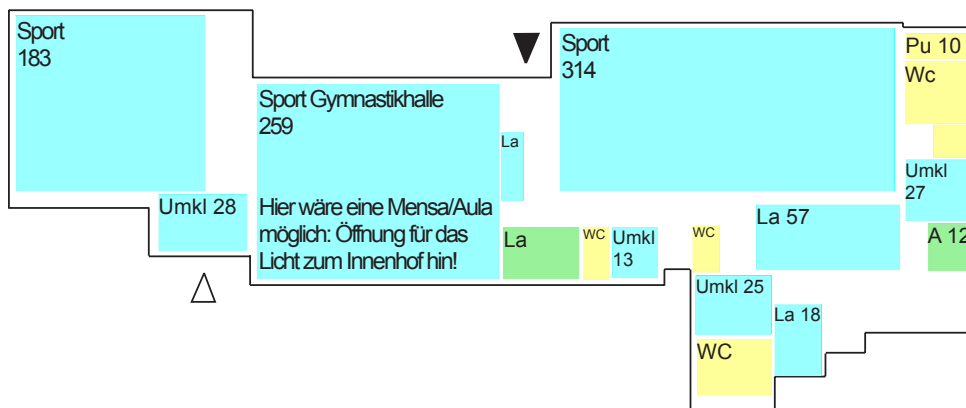 Sport
183
Umkl 28
Sport Gymnastikhalle
259
Hier wäre eine Mensa/Aula
möglich: Öffnung für das
Licht zum Innenhof hin!
La
La
WC
Umkl
13
Sport
314
WC
La 57
Umkl 25
La 18
WC
Pu 10
Wc
Umkl
27
A 12